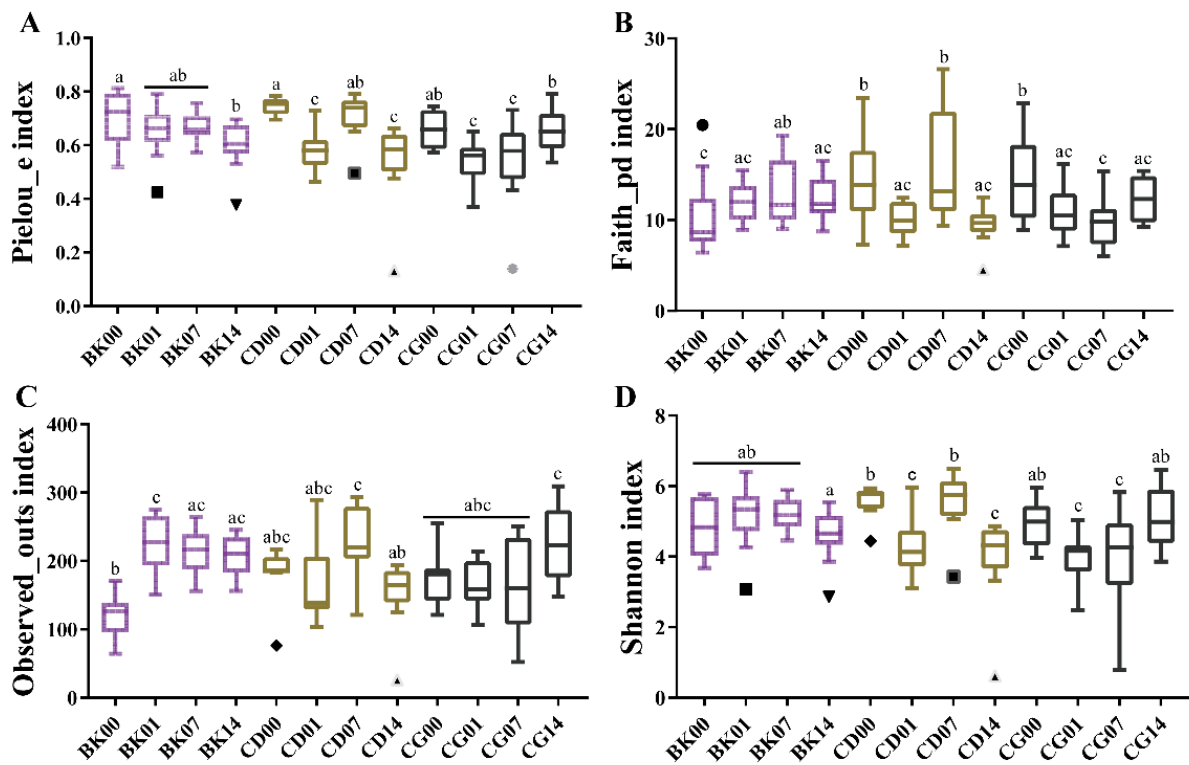 A
Pielou_e index
1.0
0.8
0.6
0.4
0.2
0.0
a
ab
b
a
c
b
c
ab
c
c
b
BK00
BK01
BK07
BK14
CD00
CD01
CD07
CD14
CG00
CG01
CG07
CG14
B
Faith_pd index
30
20
10
0
c
ac
ab
ac
b
ac
b
ac
b
ac
c
ac
BK00
BK01
BK07
BK14
CD00
CD01
CD07
CD14
CG00
CG01
CG07
CG14
C
Observed_outs index
400
300
200
100
0
b
c
ac
ac
abc
abc
c
ab
abc
c
BK00
BK01
BK07
BK14
CD00
CD01
CD07
CD14
CG00
CG01
CG07
CG14
D
Shannon index
8
6
4
2
0
ab
a
b
c
b
c
ab
c
c
ab
BK00
BK01
BK07
BK14
CD00
CD01
CD07
CD14
CG00
CG01
CG07
CG14